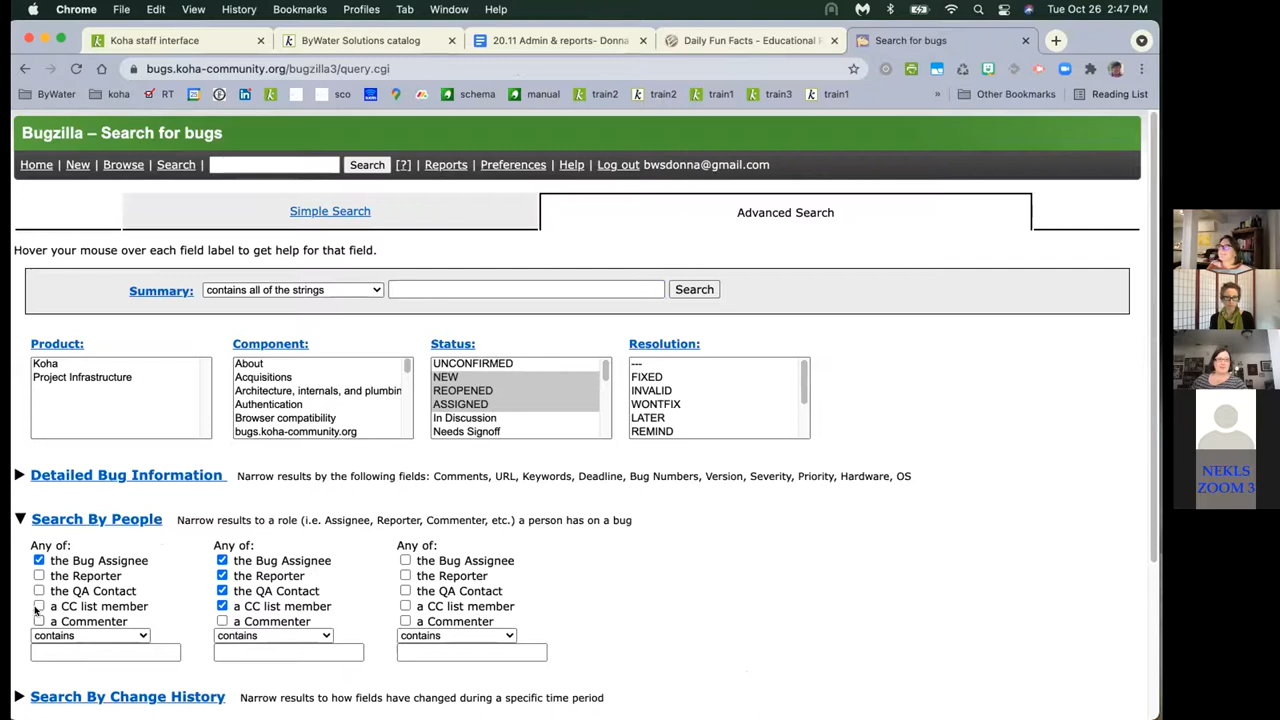 Chrome File Edit View History Bookmarks Profiles Tab Window Help Tue Oct 26 2:47 PM
Koha staff interface ByWater Solutions catalog 20.11 Admin & reports- Donna Daily Fun Facts - Educational Search for bugs
bugs.koha-community.org/bugzilla3/query.cgi
ByWater koha RT sco schema manual train2 train2 train1 train3 train1 » Other Bookmarks Reading List
Bugzilla – Search for bugs
Home | New | Browse | Search | Search [?] | Reports | Preferences | Help | Log out bwsdonna@gmail.com
Simple Search Advanced Search
Hover your mouse over each field label to get help for that field.
Summary: contains all of the strings Search
Product: Component: Status: Resolution:
Koha About UNCONFIRMED ---
Project Infrastructure Acquisitions NEW FIXED
Architecture, internals, and plumbin REOPENED INVALID
Authentication ASSIGNED WONTFIX
Browser compatibility In Discussion LATER
bugs.koha-community.org Needs Signoff REMIND
Detailed Bug Information Narrow results by the following fields: Comments, URL, Keywords, Deadline, Bug Numbers, Version, Severity, Priority, Hardware, OS
NEKLS
ZOOM 3
Search By People Narrow results to a role (i.e. Assignee, Reporter, Commenter, etc.) a person has on a bug
Any of: Any of: Any of:
the Bug Assignee the Bug Assignee the Bug Assignee
the Reporter the Reporter the Reporter
the QA Contact the QA Contact the QA Contact
a CC list member a CC list member a CC list member
a Commenter a Commenter a Commenter
contains contains contains
Search By Change History Narrow results to how fields have changed during a specific time period